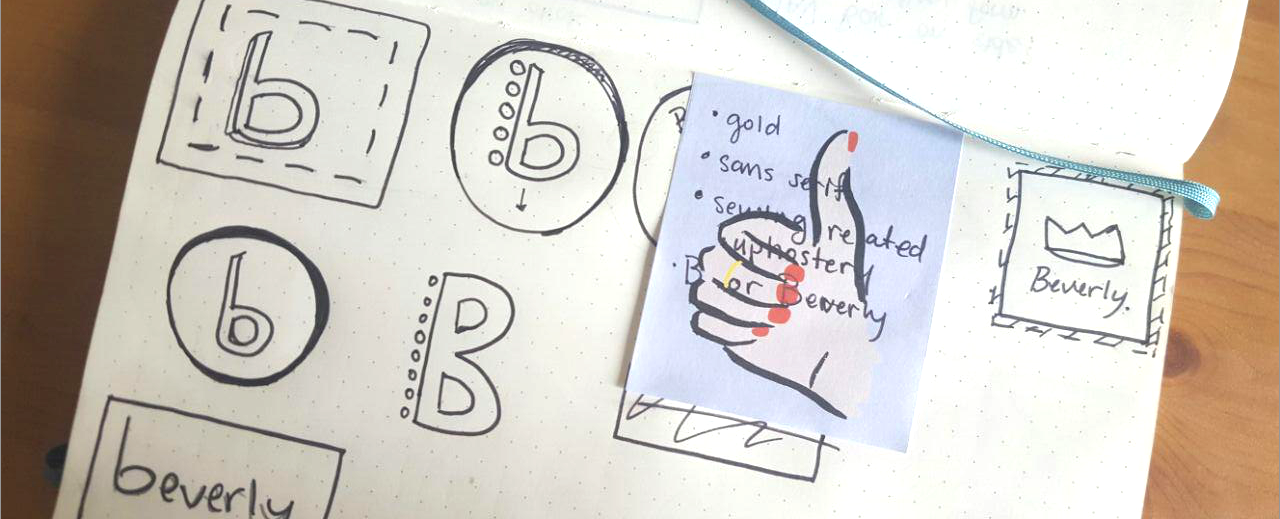 b
b
b
B
beverly
• gold
• sans serif
• sewing related
upholstery
• B or Beverly
Beverly.